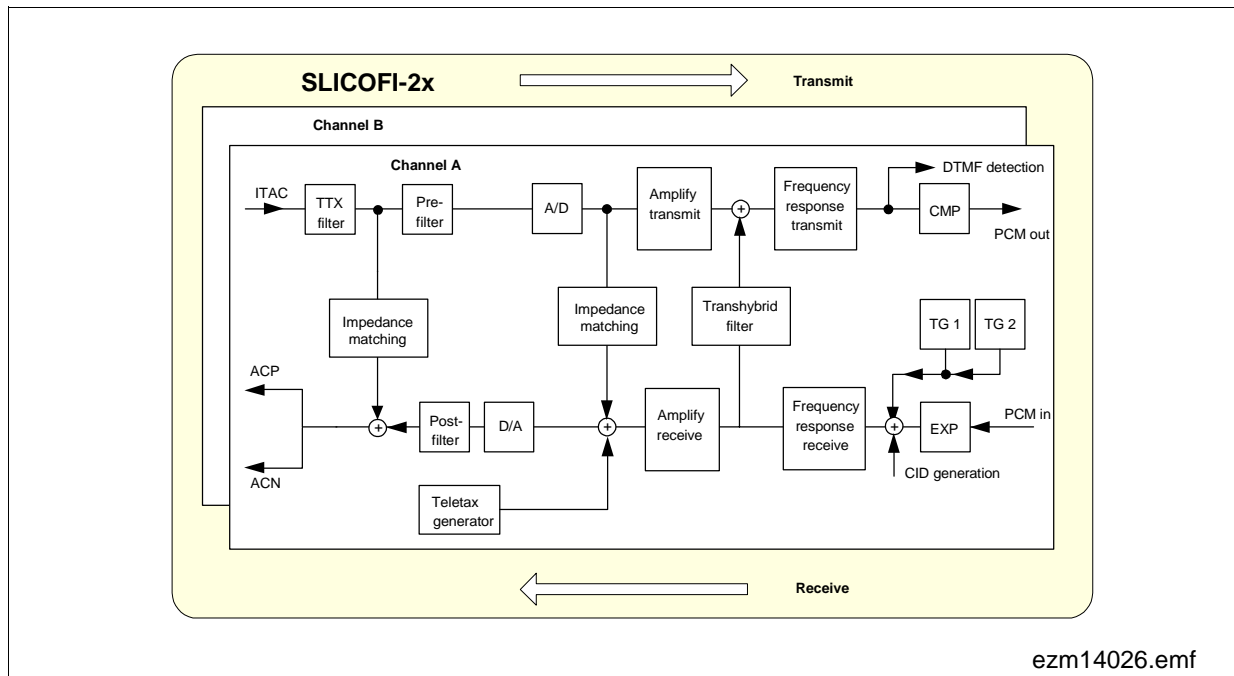 SLICOFI-2x
Transmit
Channel B
Channel A
ITAC
TTX
filter
Pre-
filter
A/D
Amplify
transmit
Frequency
response
transmit
DTMF detection
CMP
PCM out
Impedance
matching
Impedance
matching
Transhybrid
filter
TG 1
TG 2
ACP
ACN
Post-
filter
D/A
Amplify
receive
Frequency
response
receive
EXP
PCM in
CID generation
Teletax
generator
Receive
ezm14026.emf